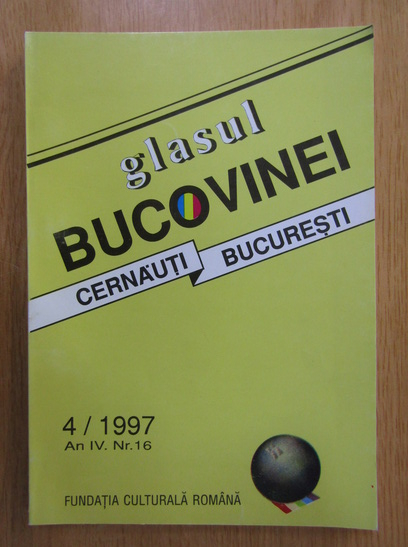 glasul
BUCOVINEI
CERNĂUȚI
BUCUREȘTI
4 / 1997
An IV. Nr.16
FUNDAȚIA CULTURALĂ ROMÂNĂ